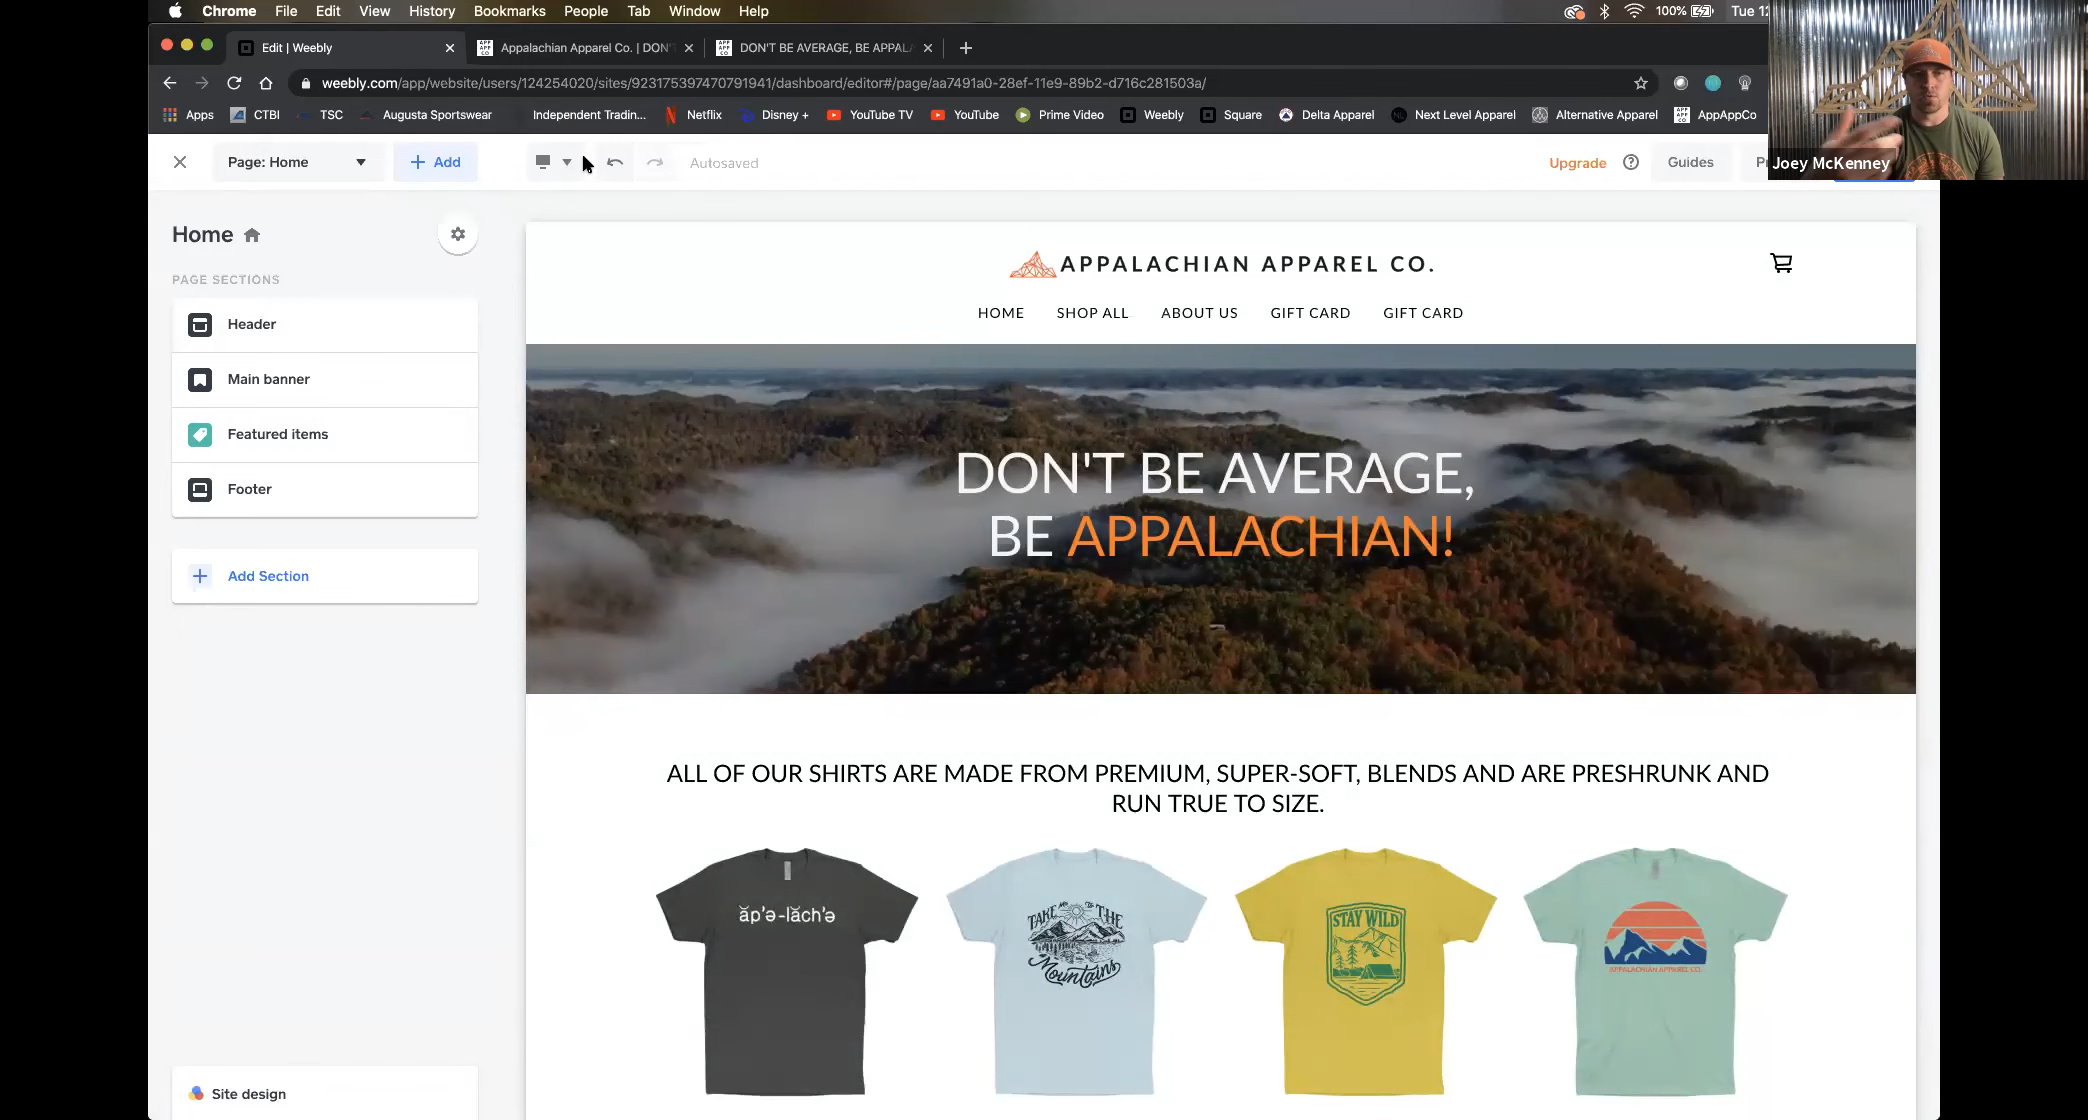 Chrome File Edit View History Bookmarks People Tab Window Help
100% Tue 12
Edit | Weebly
Appalachian Apparel Co. | DON'T
DON'T BE AVERAGE, BE APPAL
weebly.com/app/website/users/124254020/sites/923175397470791941/dashboard/editor#/page/aa7491a0-28ef-11e9-89b2-d716c281503a/
Apps CTBI TSC Augusta Sportswear Independent Tradin... Netflix Disney + YouTube TV YouTube Prime Video Weebly Square Delta Apparel Next Level Apparel Alternative Apparel AppAppCo
Page: Home + Add Autosaved Upgrade Guides
Joey McKenney
Home
PAGE SECTIONS
Header
Main banner
Featured items
Footer
+ Add Section
Site design
APPALACHIAN APPAREL CO.
HOME SHOP ALL ABOUT US GIFT CARD GIFT CARD
DON'T BE AVERAGE,
BE APPALACHIAN!
ALL OF OUR SHIRTS ARE MADE FROM PREMIUM, SUPER-SOFT, BLENDS AND ARE PRESHRUNK AND
RUN TRUE TO SIZE.
ăp'ə-lăch'ə
TAKE ME TO THE
Mountains
STAY WILD
APPALACHIAN APPAREL CO.